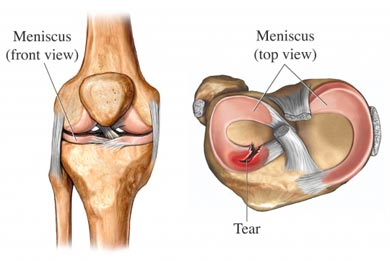 Meniscus
(front view)
Meniscus
(top view)
Tear